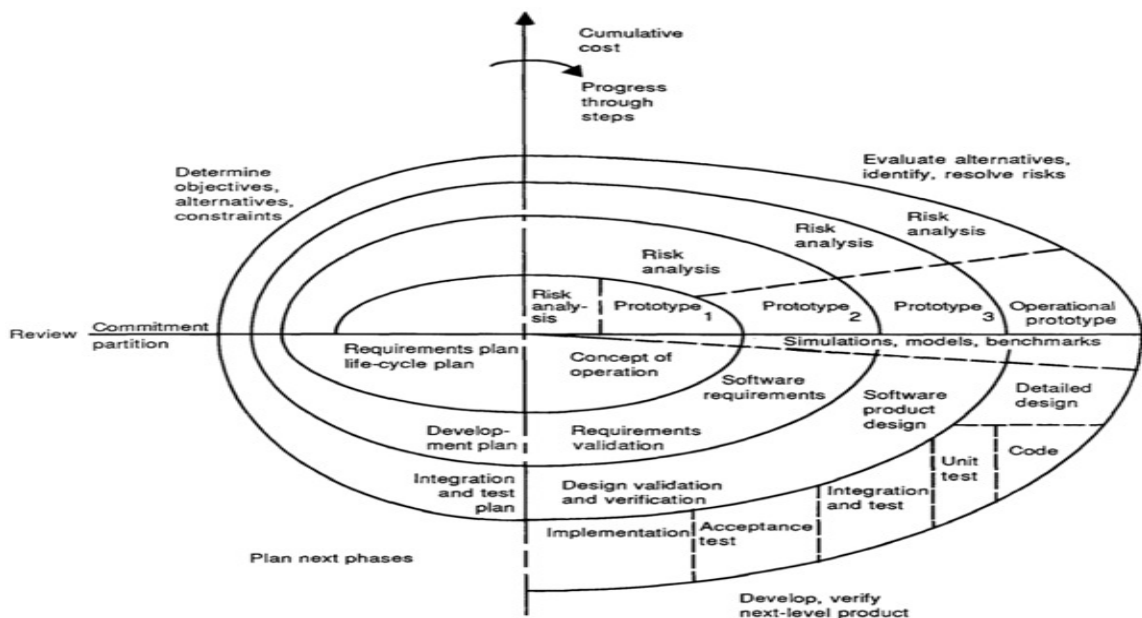 Cumulative
cost
Progress
through
steps
Determine
objectives,
alternatives,
constraints
Evaluate alternatives,
identify, resolve risks
Risk
analysis
Risk
analysis
Risk
analysis
Risk
analy-
sis
Prototype
1
Prototype
2
Prototype
3
Operational
prototype
Review
Commitment
partition
Simulations, models, benchmarks
Requirements plan
life-cycle plan
Concept of
operation
Software
requirements
Software
product
design
Detailed
design
Develop-
ment plan
Requirements
validation
Code
Unit
test
Integration
and test
plan
Design validation
and verification
Integration
and test
Acceptance
test
Implementation
Plan next phases
Develop, verify
next-level product